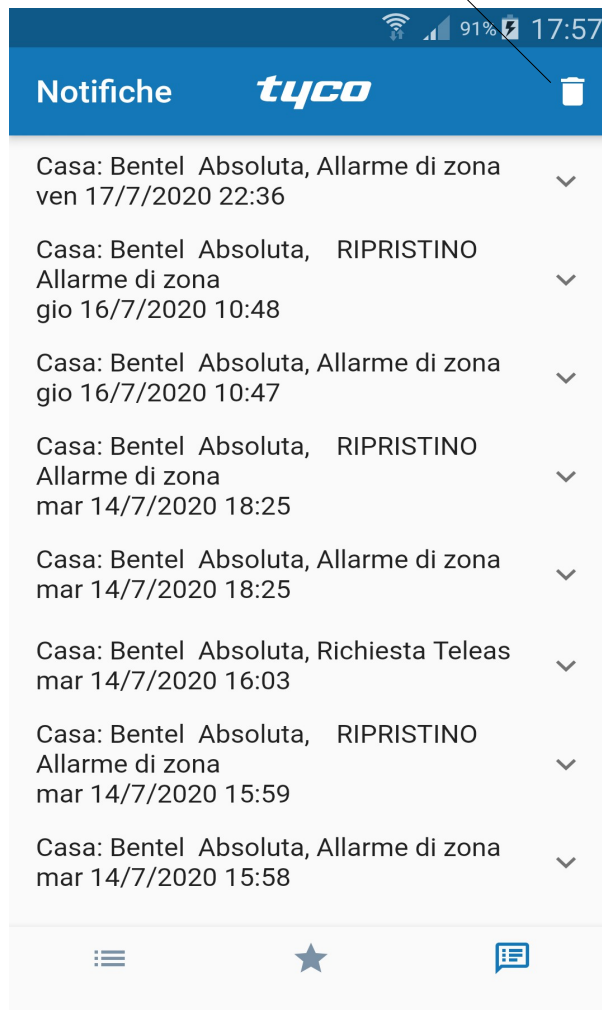 91% 17:57
Notifiche tyco
Casa: Bentel  Absoluta, Allarme di zona
ven 17/7/2020 22:36
Casa: Bentel  Absoluta,    RIPRISTINO
Allarme di zona
gio 16/7/2020 10:48
Casa: Bentel  Absoluta, Allarme di zona
gio 16/7/2020 10:47
Casa: Bentel  Absoluta,    RIPRISTINO
Allarme di zona
mar 14/7/2020 18:25
Casa: Bentel  Absoluta, Allarme di zona
mar 14/7/2020 18:25
Casa: Bentel  Absoluta, Richiesta Teleas
mar 14/7/2020 16:03
Casa: Bentel  Absoluta,    RIPRISTINO
Allarme di zona
mar 14/7/2020 15:59
Casa: Bentel  Absoluta, Allarme di zona
mar 14/7/2020 15:58